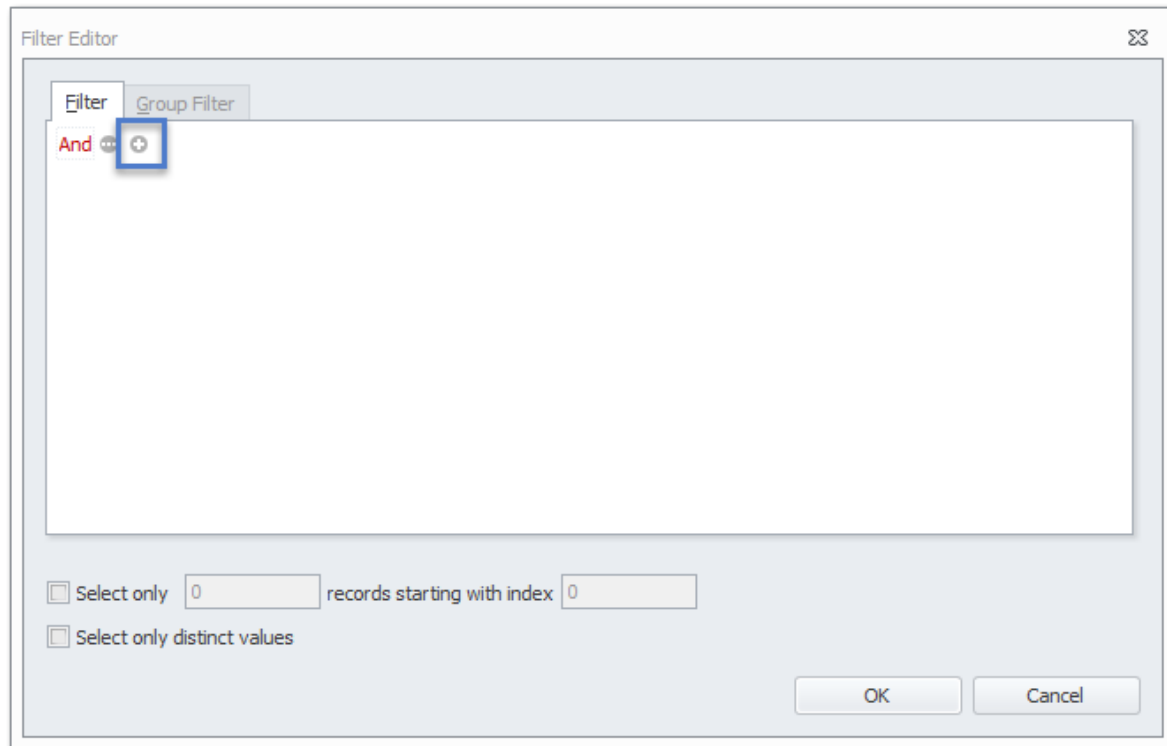 Filter Editor
Filter Group Filter
And
Select only 0 records starting with index 0
Select only distinct values
OK Cancel